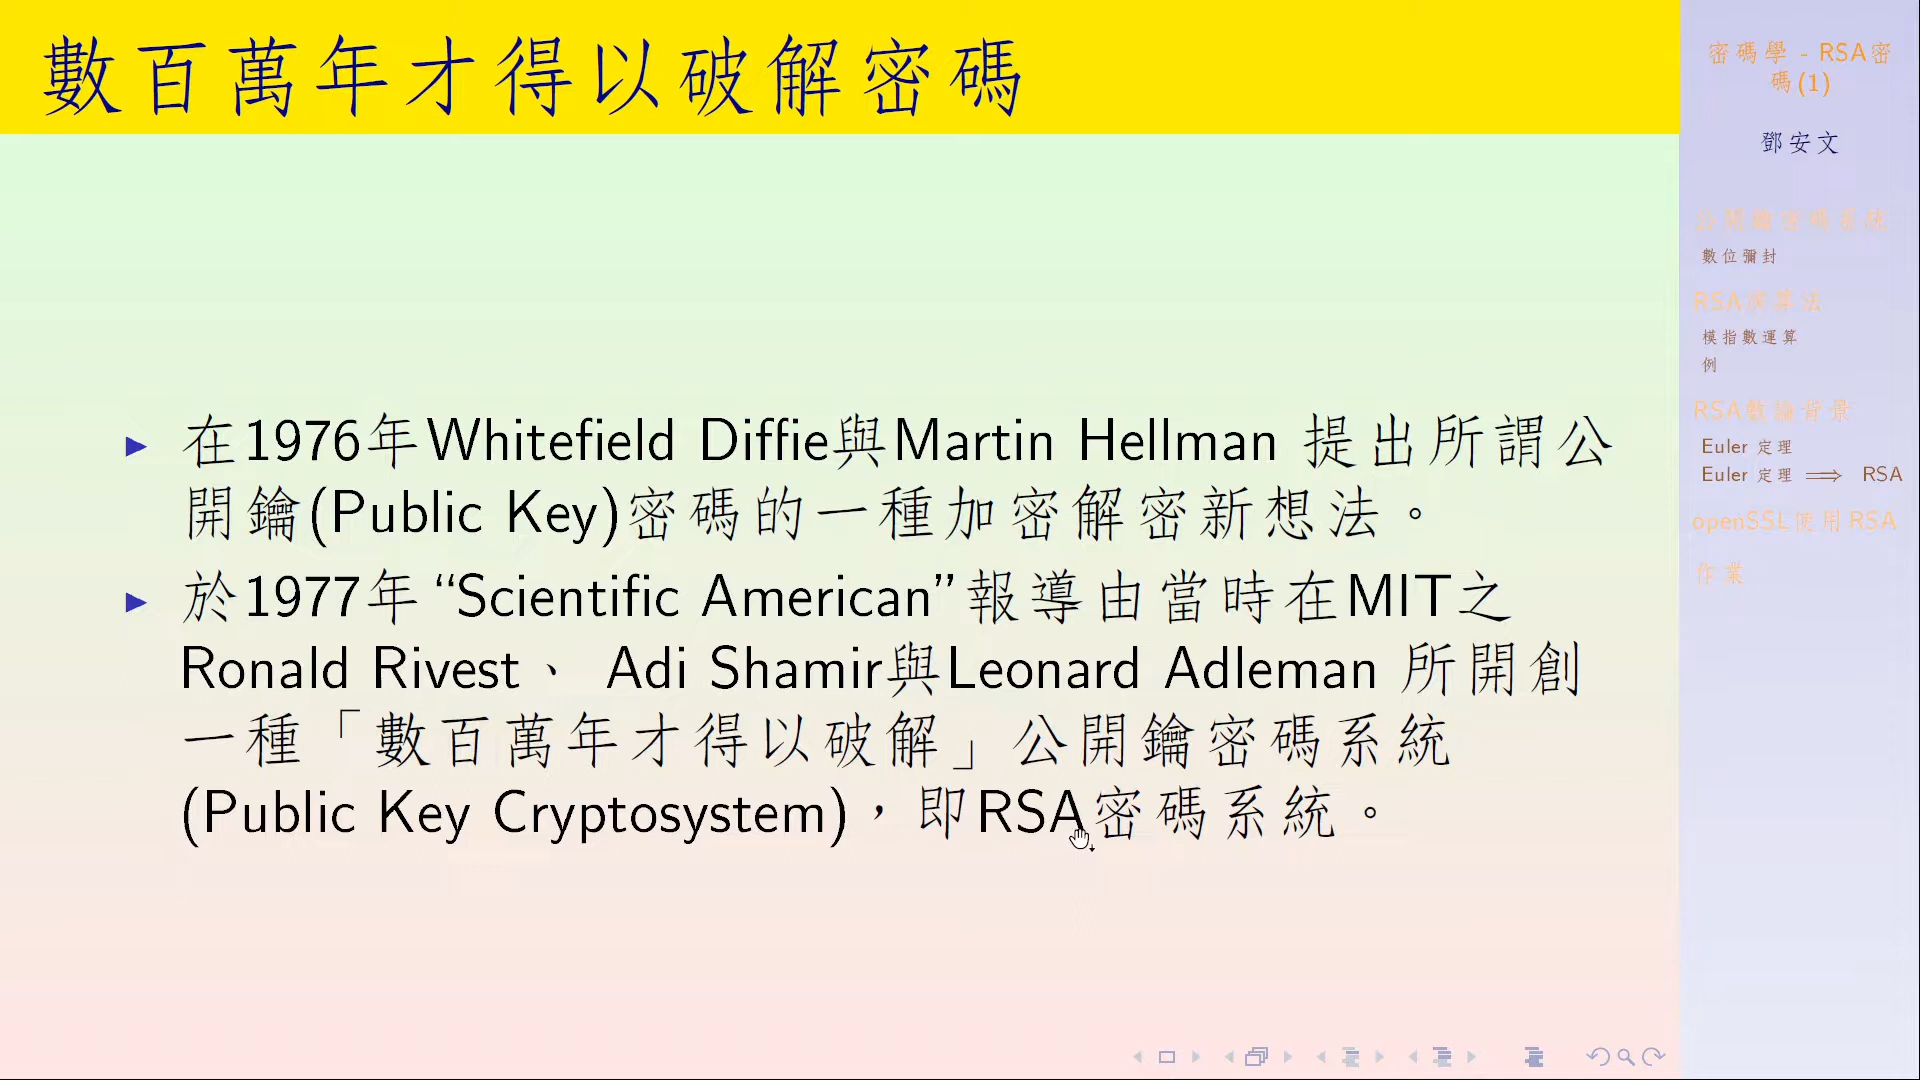 數百萬年才得以破解密碼
在1976年Whitefield Diffie與Martin Hellman 提出所謂公
開鑰(Public Key)密碼的一種加密解密新想法。
於1977年 “Scientific American”報導由當時在MIT之
Ronald Rivest、 Adi Shamir與Leonard Adleman 所開創
一種「數百萬年才得以破解」公開鑰密碼系統
(Public Key Cryptosystem)，即RSA密碼系統。
密碼學 - RSA密
碼(1)
鄧安文
公開鑰密碼系統
數位彌封
RSA演算法
模指數運算
例
RSA數論背景
Euler 定理
Euler 定理 ⟹ RSA
openSSL使用RSA
作業